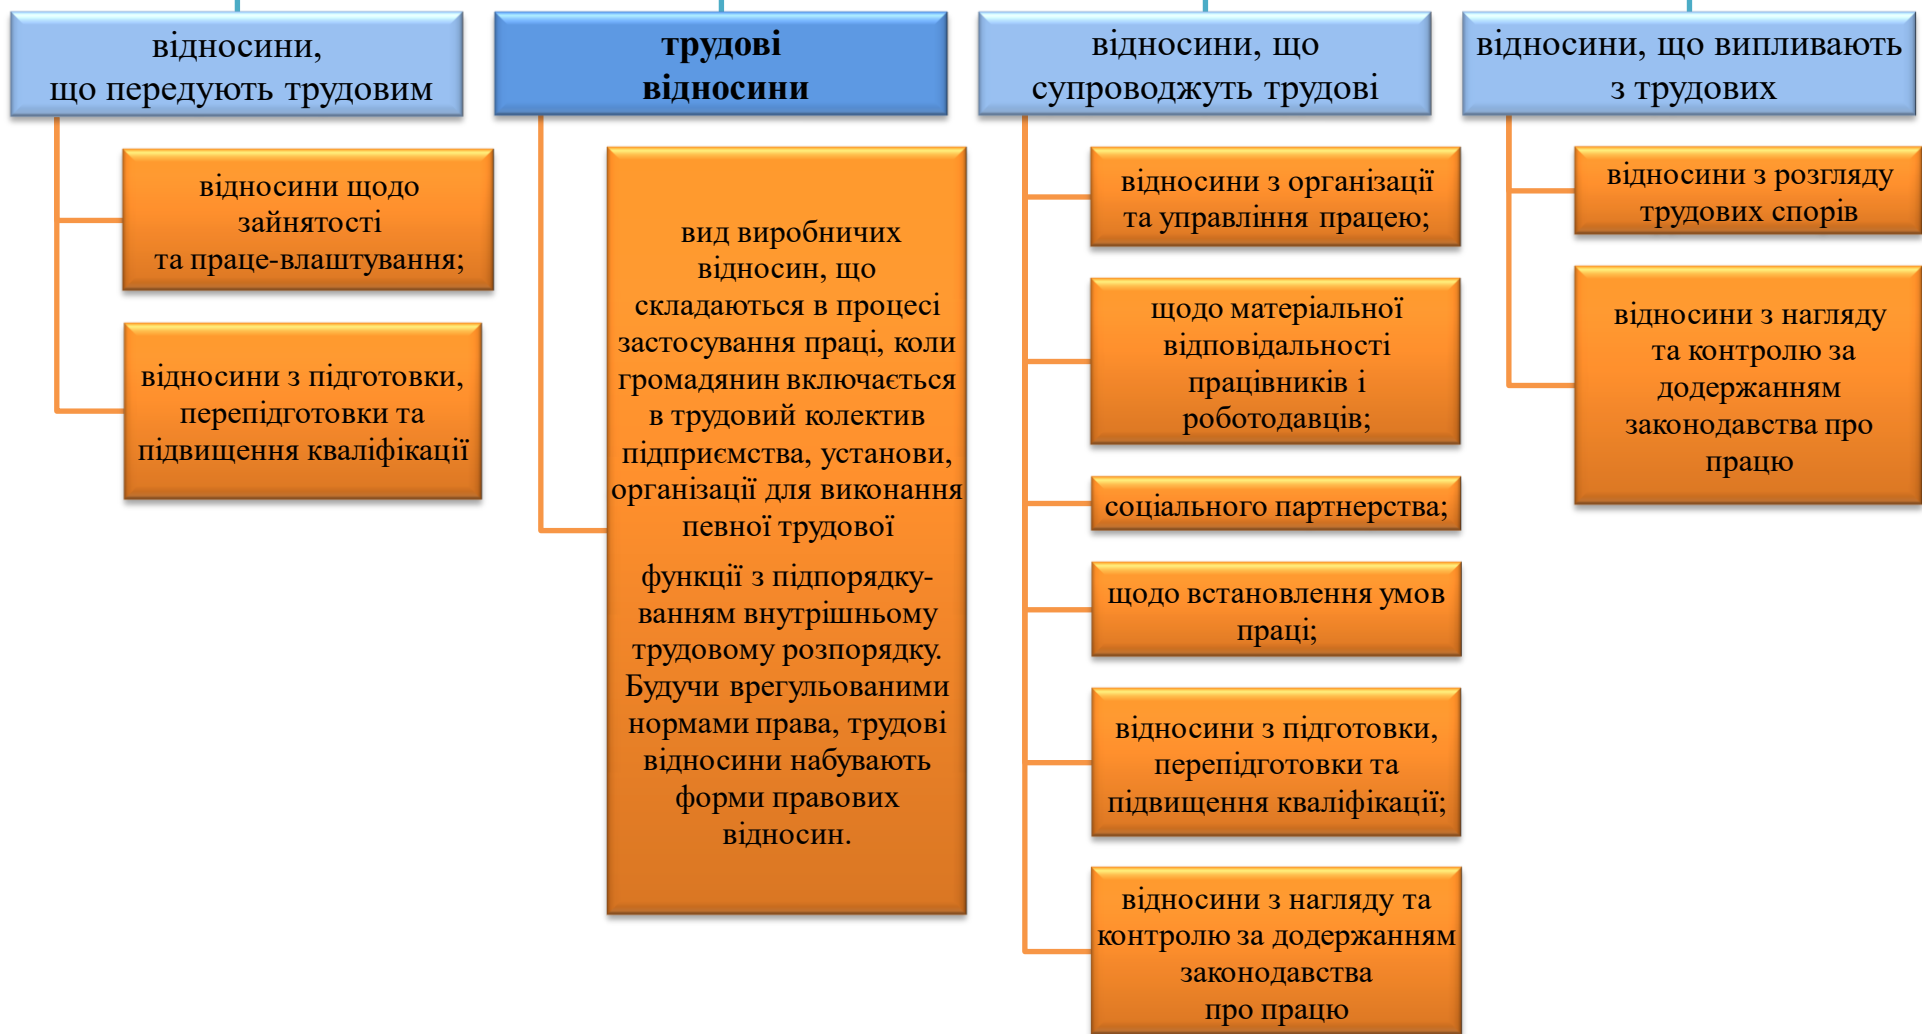 відносини,
що передують трудовим
відносини щодо
зайнятості
та праце-влаштування;
відносини з підготовки,
перепідготовки та
підвищення кваліфікації
трудові
відносини
вид виробничих
відносин, що
складаються в процесі
застосування праці, коли
громадянин включається
в трудовий колектив
підприємства, установи,
організації для виконання
певної трудової
функції з підпорядку-
ванням внутрішньому
трудовому розпорядку.
Будучи врегульованими
нормами права, трудові
відносини набувають
форми правових
відносин.
відносини, що
супроводжуть трудові
відносини з організації
та управління працею;
щодо матеріальної
відповідальності
працівників і
роботодавців;
соціального партнерства;
щодо встановлення умов
праці;
відносини з підготовки,
перепідготовки та
підвищення кваліфікації;
відносини з нагляду та
контролю за додержанням
законодавства
про працю
відносини, що випливають
з трудових
відносини з розгляду
трудових спорів
відносини з нагляду
та контролю за
додержанням
законодавства про
працю